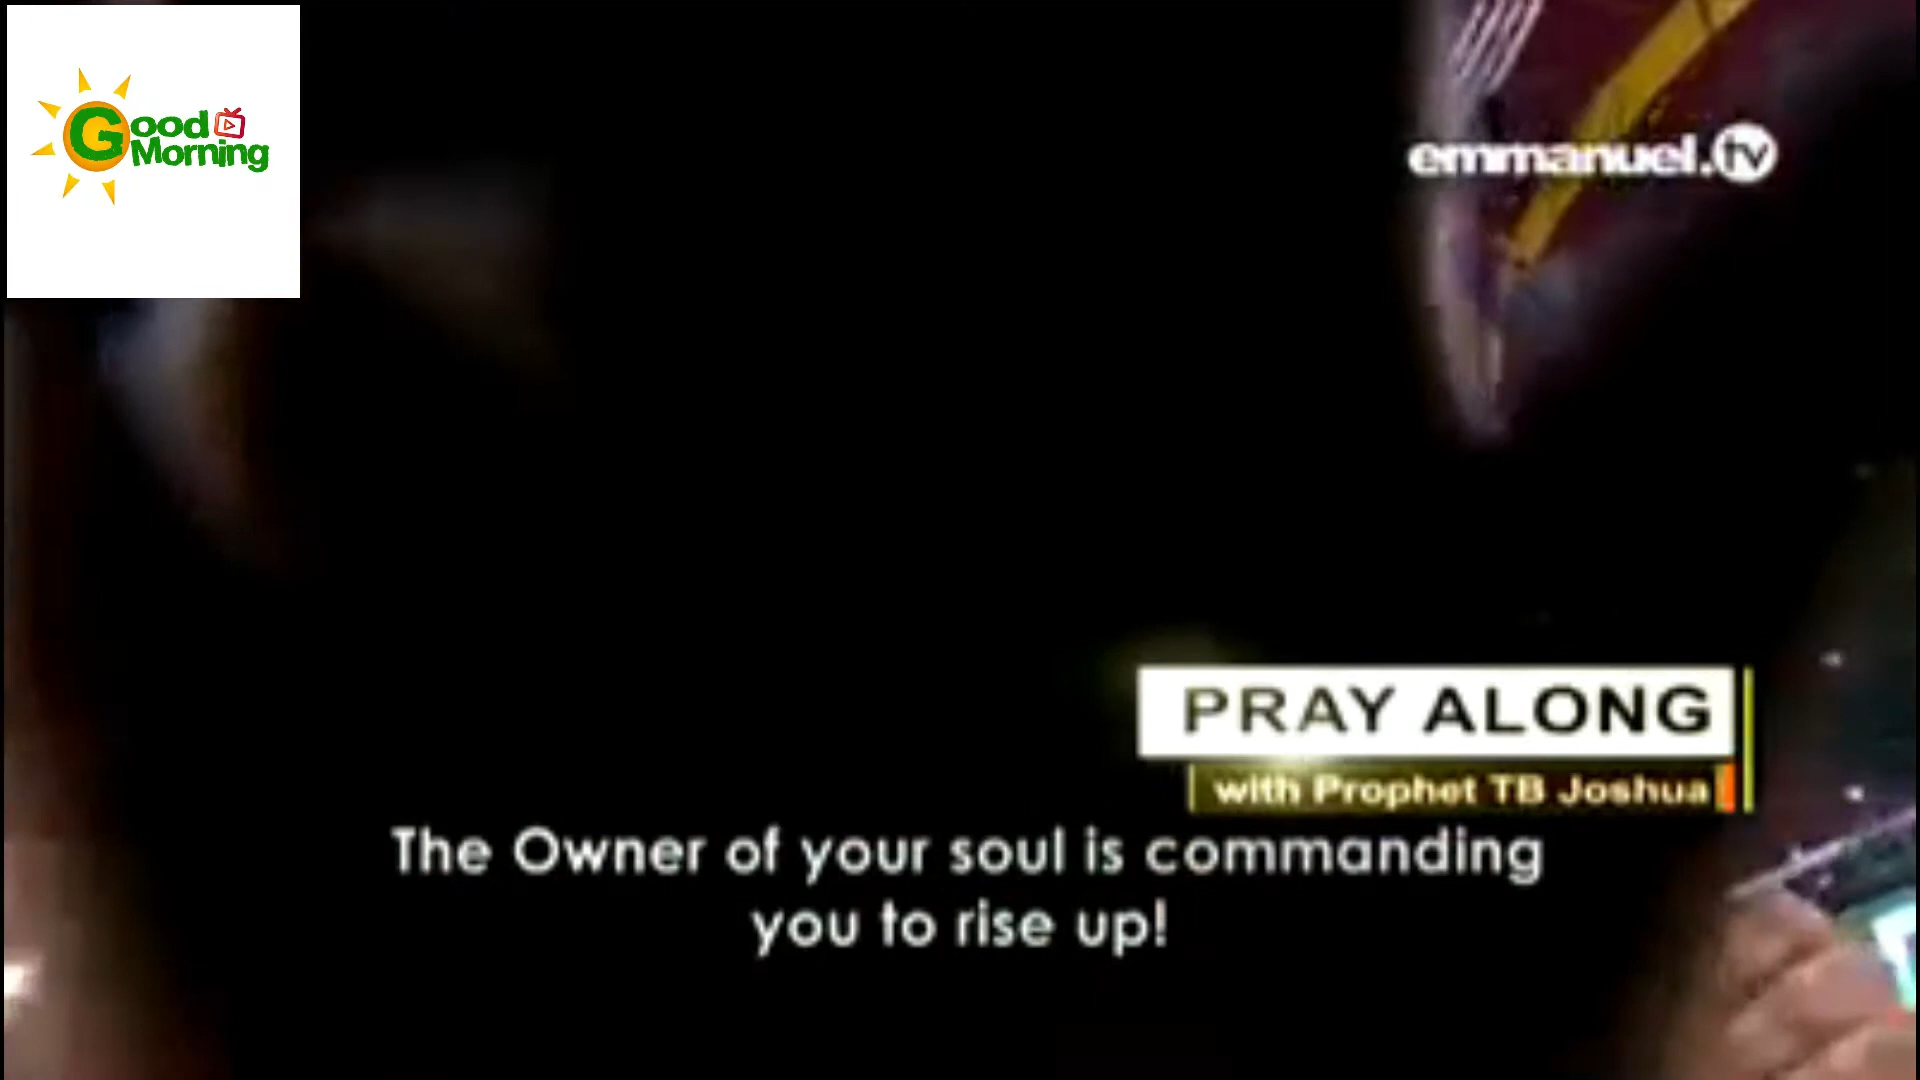 Good
Morning
emmanuel.tv
PRAY ALONG
with Prophet TB Joshua
The Owner of your soul is commanding
you to rise up!